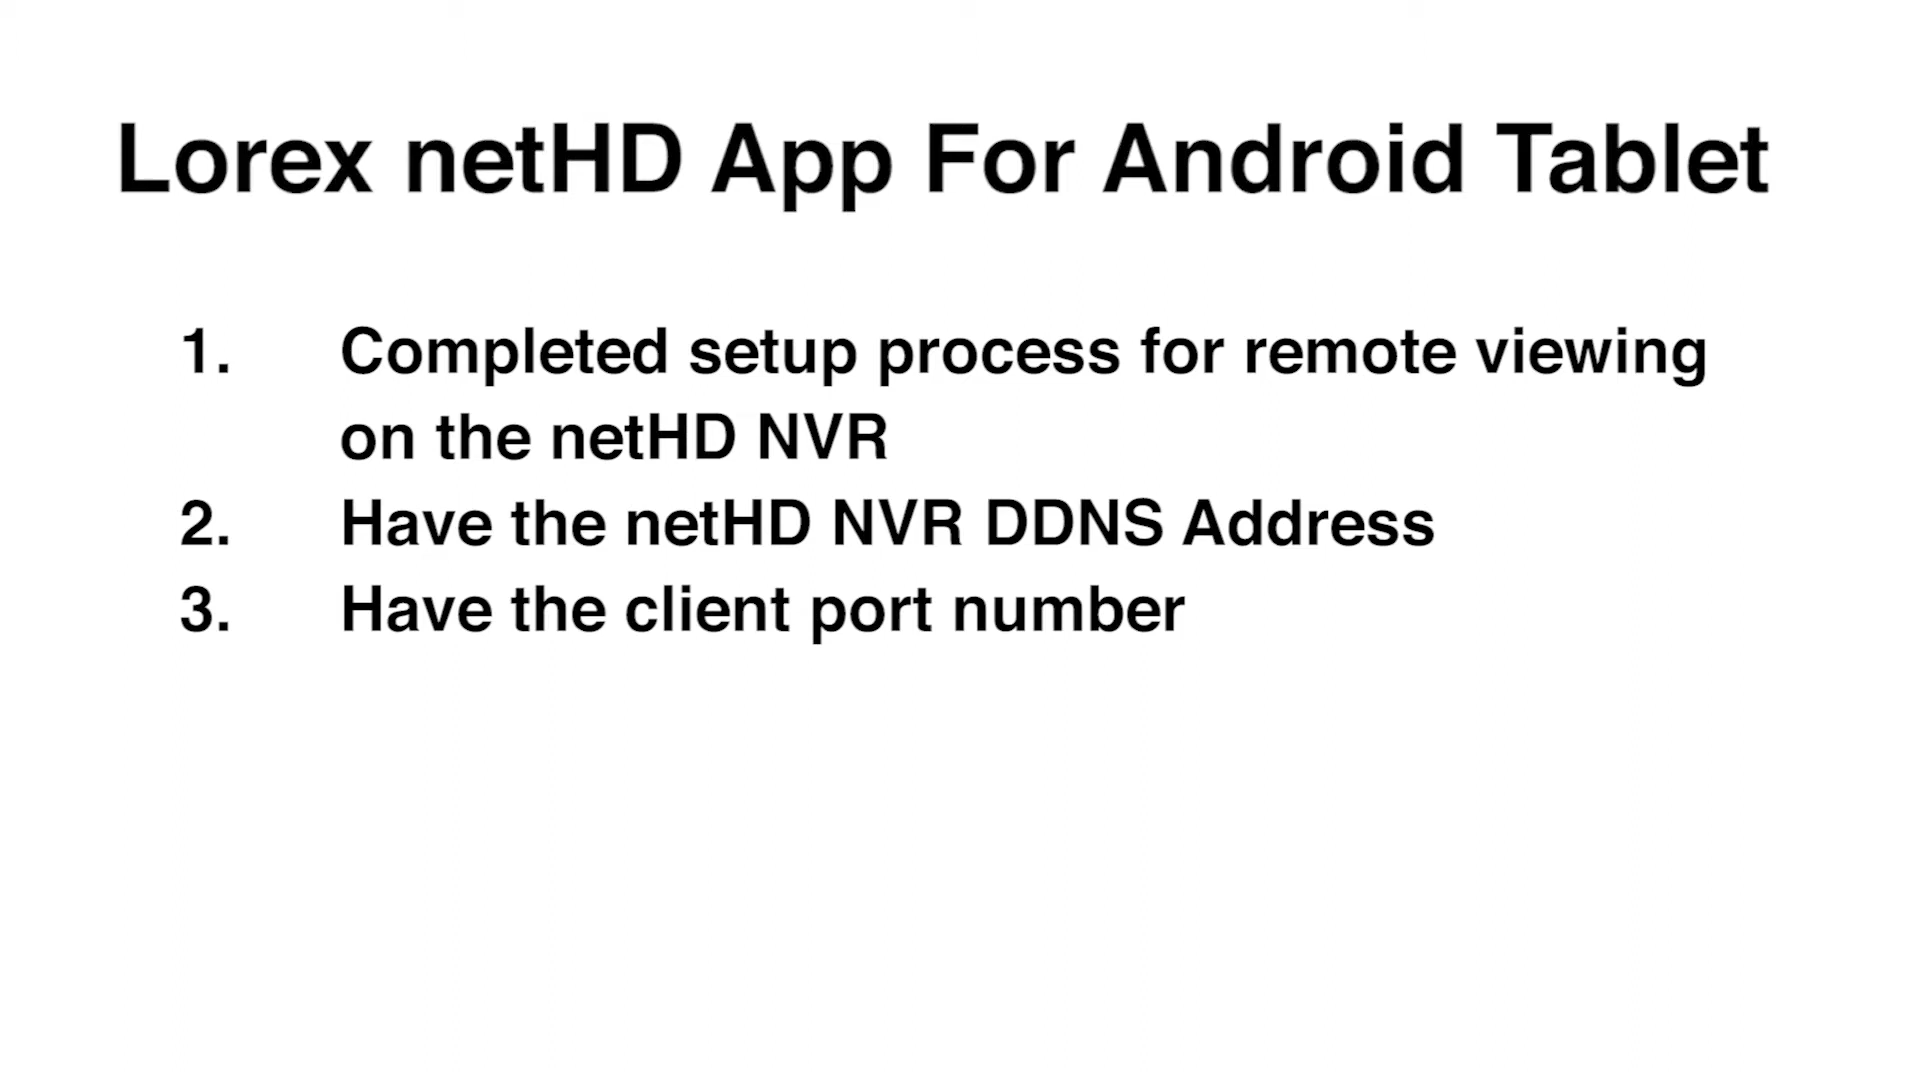 Lorex netHD App For Android Tablet
1. Completed setup process for remote viewing
on the netHD NVR
2. Have the netHD NVR DDNS Address
3. Have the client port number